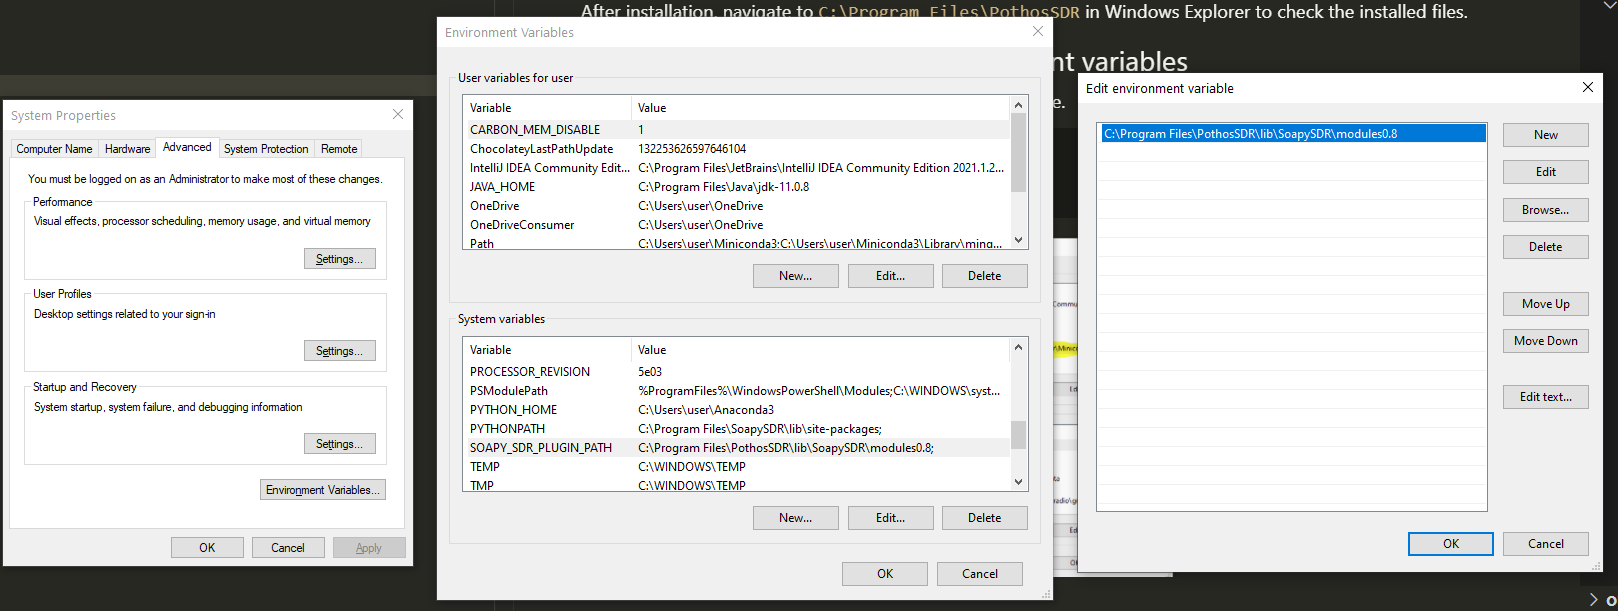 After installation, navigate to C:\Program Files\PothosSDR in Windows Explorer to check the installed files.
nt variables
e.
System Properties
Computer Name Hardware Advanced System Protection Remote
You must be logged on as an Administrator to make most of these changes.
Performance
Visual effects, processor scheduling, memory usage, and virtual memory
Settings...
User Profiles
Desktop settings related to your sign-in
Settings...
Startup and Recovery
System startup, system failure, and debugging information
Settings...
Environment Variables...
OK Cancel Apply
Environment Variables
User variables for user
Variable Value
CARBON_MEM_DISABLE 1
ChocolateyLastPathUpdate 132253626597646104
IntelliJ IDEA Community Edit... C:\Program Files\JetBrains\IntelliJ IDEA Community Edition 2021.1.2...
JAVA_HOME C:\Program Files\Java\jdk-11.0.8
OneDrive C:\Users\user\OneDrive
OneDriveConsumer C:\Users\user\OneDrive
Path C:\Users\user\Miniconda3;C:\Users\user\Miniconda3\Library\ming...
New... Edit... Delete
System variables
Variable Value
PROCESSOR_REVISION 5e03
PSModulePath %ProgramFiles%\WindowsPowerShell\Modules;C:\WINDOWS\syst...
PYTHON_HOME C:\Users\user\Anaconda3
PYTHONPATH C:\Program Files\SoapySDR\lib\site-packages;
SOAPY_SDR_PLUGIN_PATH C:\Program Files\PothosSDR\lib\SoapySDR\modules0.8;
TEMP C:\WINDOWS\TEMP
TMP C:\WINDOWS\TEMP
New... Edit... Delete
OK Cancel
Edit environment variable
C:\Program Files\PothosSDR\lib\SoapySDR\modules0.8
New
Edit
Browse...
Delete
Move Up
Move Down
Edit text...
OK Cancel